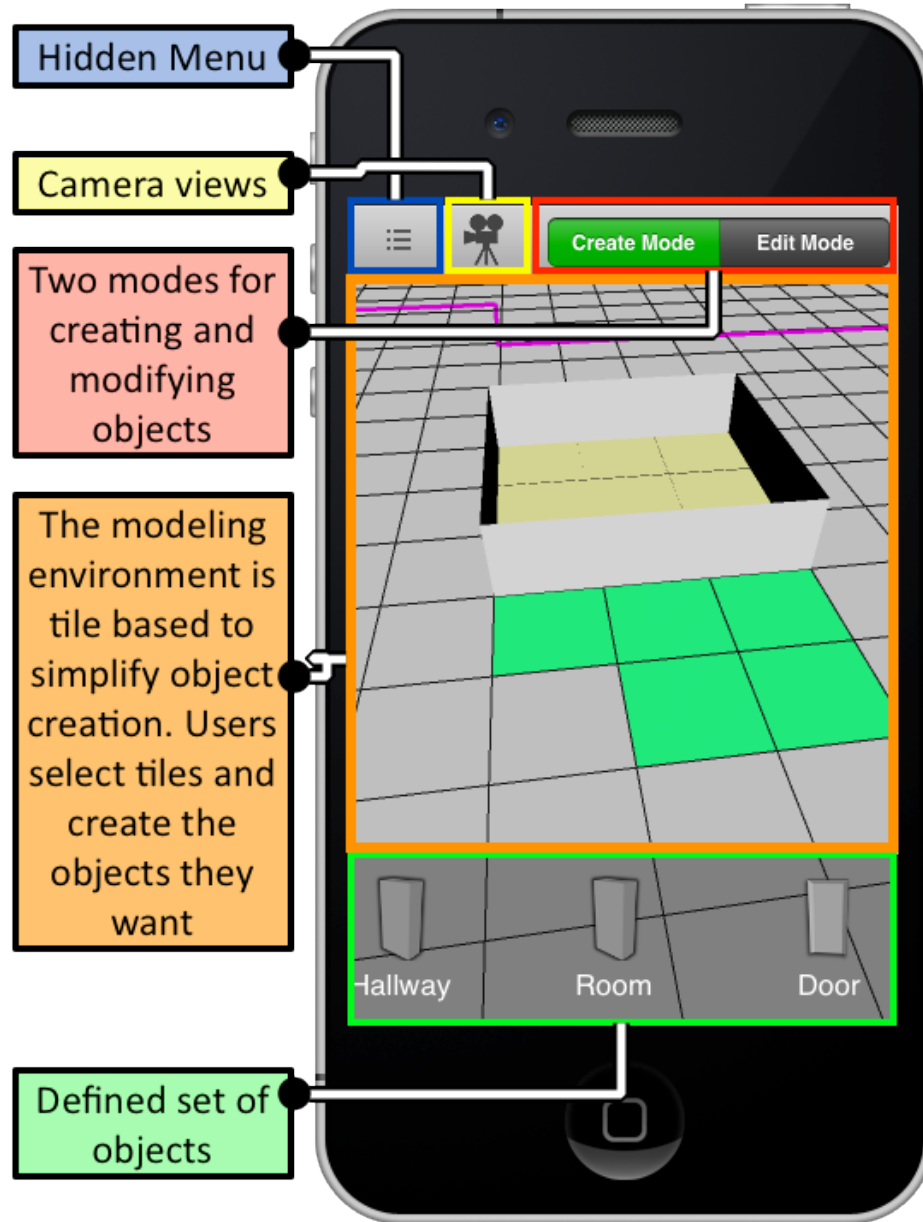 Hidden Menu
Camera views
Create Mode
Edit Mode
Two modes for
creating and
modifying
objects
The modeling
environment is
tile based to
simplify object
creation. Users
select tiles and
create the
objects they
want
Hallway
Room
Door
Defined set of
objects